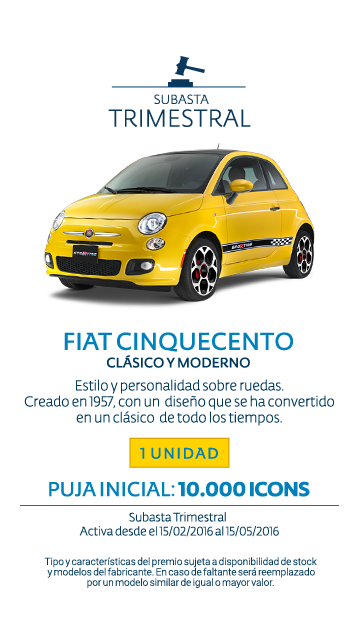 SUBASTA
TRIMESTRAL
FIAT CINQUECENTO
CLÁSICO Y MODERNO
Estilo y personalidad sobre ruedas.
Creado en 1957, con un diseño que se ha convertido
en un clásico de todo los tiempos.
1 UNIDAD
PUJA INICIAL: 10.000 ICONS
Subasta Trimestral
Activa desde el 15/02/2016 al 15/05/2016
Tipo y características del premio sujeta a disponibilidad de stock
y modelos del fabricante. En caso de faltante será reemplazado
por un modelo similar de igual o mayor valor.